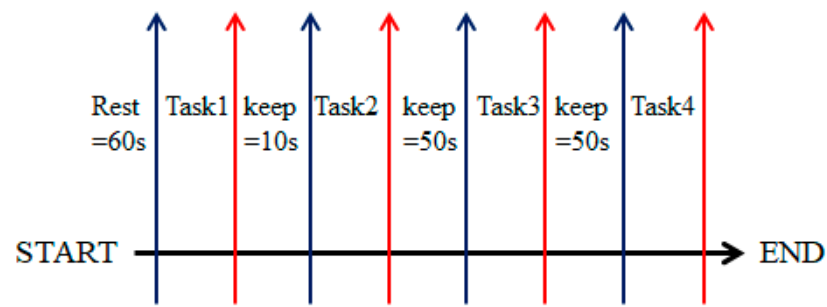 Rest Task1 keep Task2 keep Task3 keep Task4
=60s =10s =50s =50s
START END